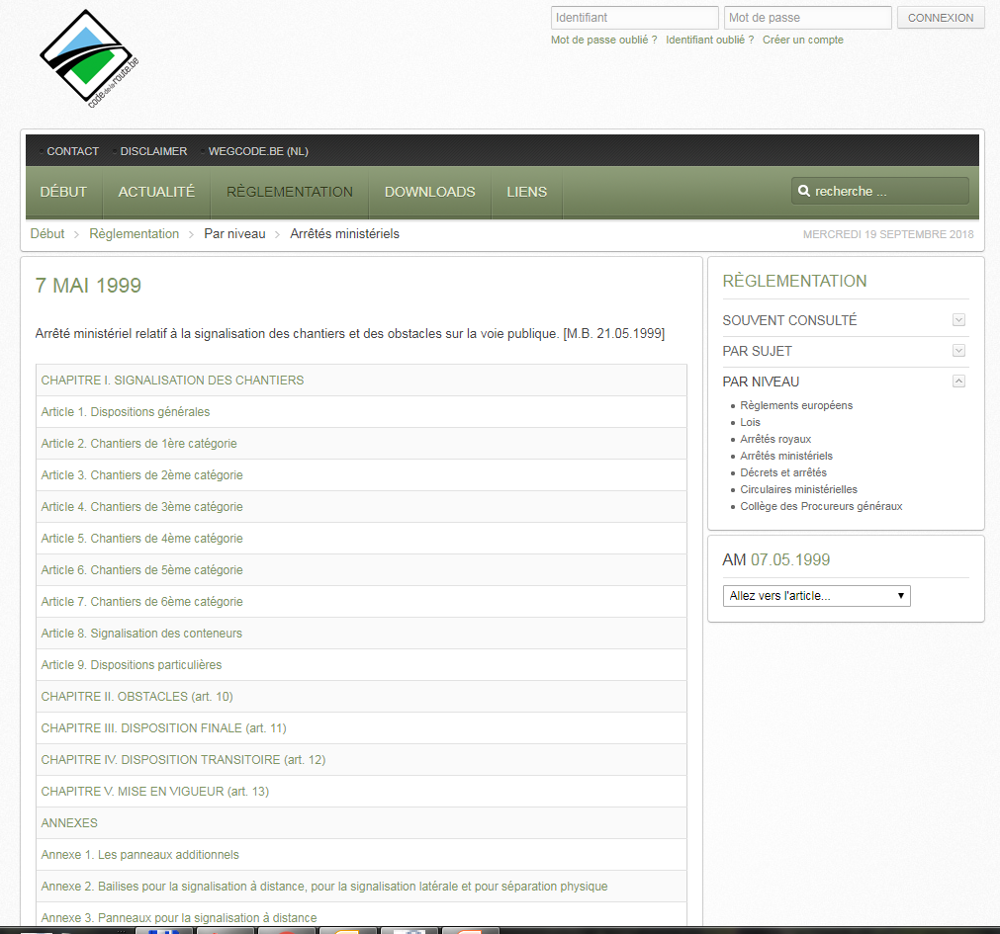 code-de-la-route.be
Identifiant
Mot de passe
CONNEXION
Mot de passe oublié ? Identifiant oublié ? Créer un compte
CONTACT DISCLAIMER WEGCODE.BE (NL)
DÉBUT ACTUALITÉ RÈGLEMENTATION DOWNLOADS LIENS
recherche ...
Début > Règlementation > Par niveau > Arrêtés ministériels
MERCREDI 19 SEPTEMBRE 2018
7 MAI 1999
Arrêté ministériel relatif à la signalisation des chantiers et des obstacles sur la voie publique. [M.B. 21.05.1999]
CHAPITRE I. SIGNALISATION DES CHANTIERS
Article 1. Dispositions générales
Article 2. Chantiers de 1ère catégorie
Article 3. Chantiers de 2ème catégorie
Article 4. Chantiers de 3ème catégorie
Article 5. Chantiers de 4ème catégorie
Article 6. Chantiers de 5ème catégorie
Article 7. Chantiers de 6ème catégorie
Article 8. Signalisation des conteneurs
Article 9. Dispositions particulières
CHAPITRE II. OBSTACLES (art. 10)
CHAPITRE III. DISPOSITION FINALE (art. 11)
CHAPITRE IV. DISPOSITION TRANSITOIRE (art. 12)
CHAPITRE V. MISE EN VIGUEUR (art. 13)
ANNEXES
Annexe 1. Les panneaux additionnels
Annexe 2. Bailises pour la signalisation à distance, pour la signalisation latérale et pour séparation physique
Annexe 3. Panneaux pour la signalisation à distance
RÈGLEMENTATION
SOUVENT CONSULTÉ
PAR SUJET
PAR NIVEAU
Règlements européens
Lois
Arrêtés royaux
Arrêtés ministériels
Décrets et arrêtés
Circulaires ministérielles
Collège des Procureurs généraux
AM 07.05.1999
Allez vers l'article...